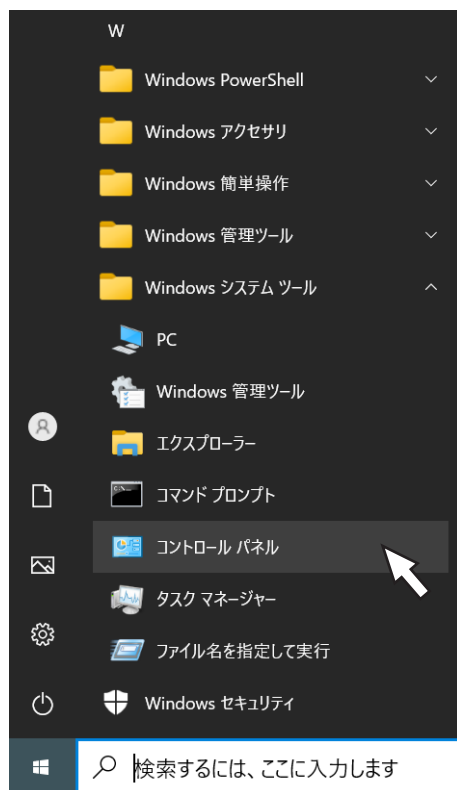 W
Windows PowerShell
Windows アクセサリ
Windows 簡単操作
Windows 管理ツール
Windows システム ツール
PC
Windows 管理ツール
エクスプローラー
コマンド プロンプト
コントロール パネル
タスク マネージャー
ファイル名を指定して実行
Windows セキュリティ
検索するには、ここに入力します